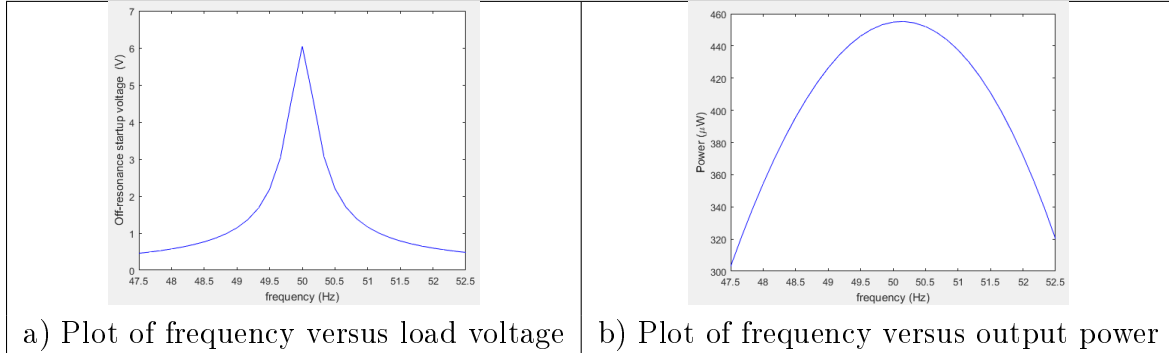 7
6
5
4
3
2
1
0
Off-resonance startup voltage (V)
47.5 48 48.5 49 49.5 50 50.5 51 51.5 52 52.5
frequency (Hz)
a) Plot of frequency versus load voltage
460
440
420
400
380
360
340
320
300
Power (μW)
47.5 48 48.5 49 49.5 50 50.5 51 51.5 52 52.5
frequency (Hz)
b) Plot of frequency versus output power